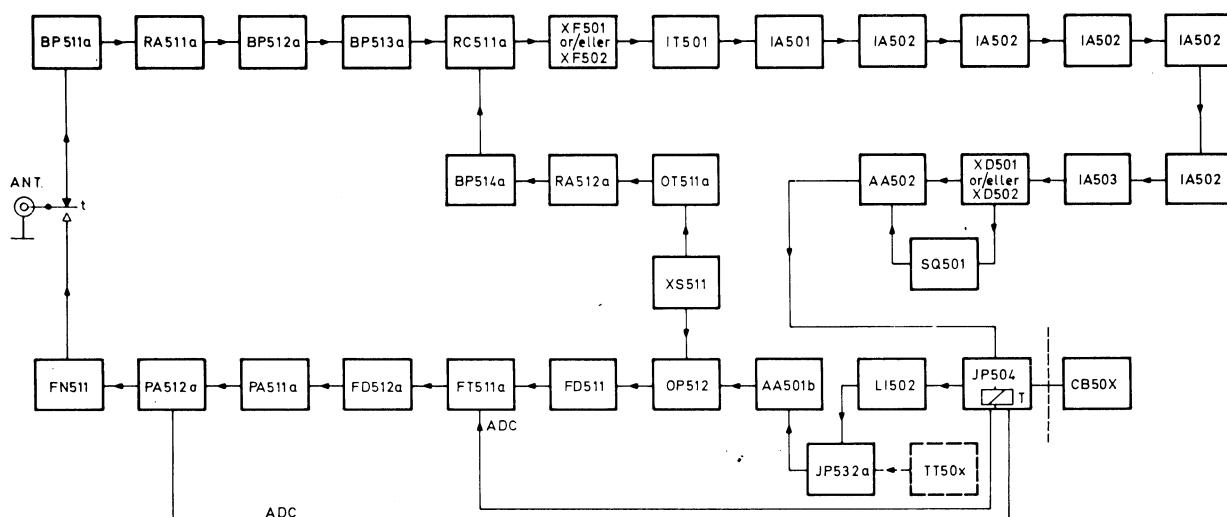 BP511a
RA511a
BP512a
BP513a
RC511a
XF501
or/eller
XF502
IT501
IA501
IA502
IA502
IA502
IA502
BP514a
RA512a
OT511a
AA502
XD501
or/eller
XD502
IA503
IA502
ANT.
t
SQ501
XS511
FN511
PA512a
PA511a
FD512a
FT511a
FD511
OP512
AA501b
LI502
JP504
T
CB50X
ADC
JP532a
TT50x
ADC